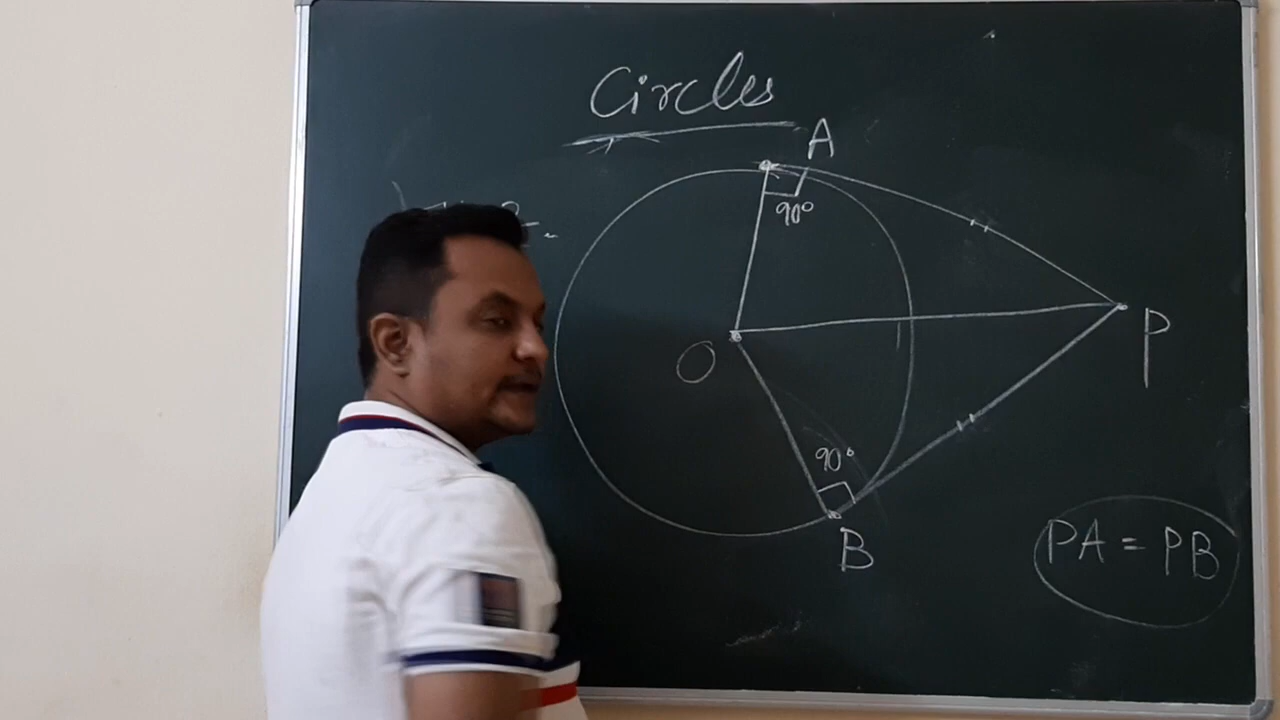 Circles
A
90°
O
P
90°
B
PA = PB